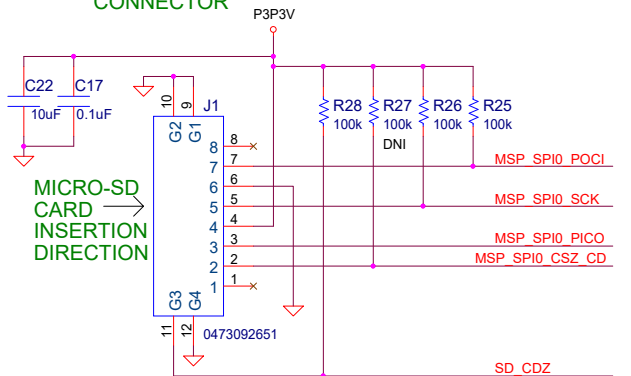 CONNECTOR
P3P3V
C22
C17
10uF
0.1uF
10
9
J1
G2
G1
R28
R27
R26
R25
100k
100k
100k
100k
DNI
8
8
7
7
MSP_SPI0_POCI
6
6
MICRO-SD
CARD
INSERTION
DIRECTION
5
5
MSP_SPI0_SCK
4
4
3
3
MSP_SPI0_PICO
2
2
MSP_SPI0_CSZ_CD
1
1
G3
G4
11
12
0473092651
SD_CDZ